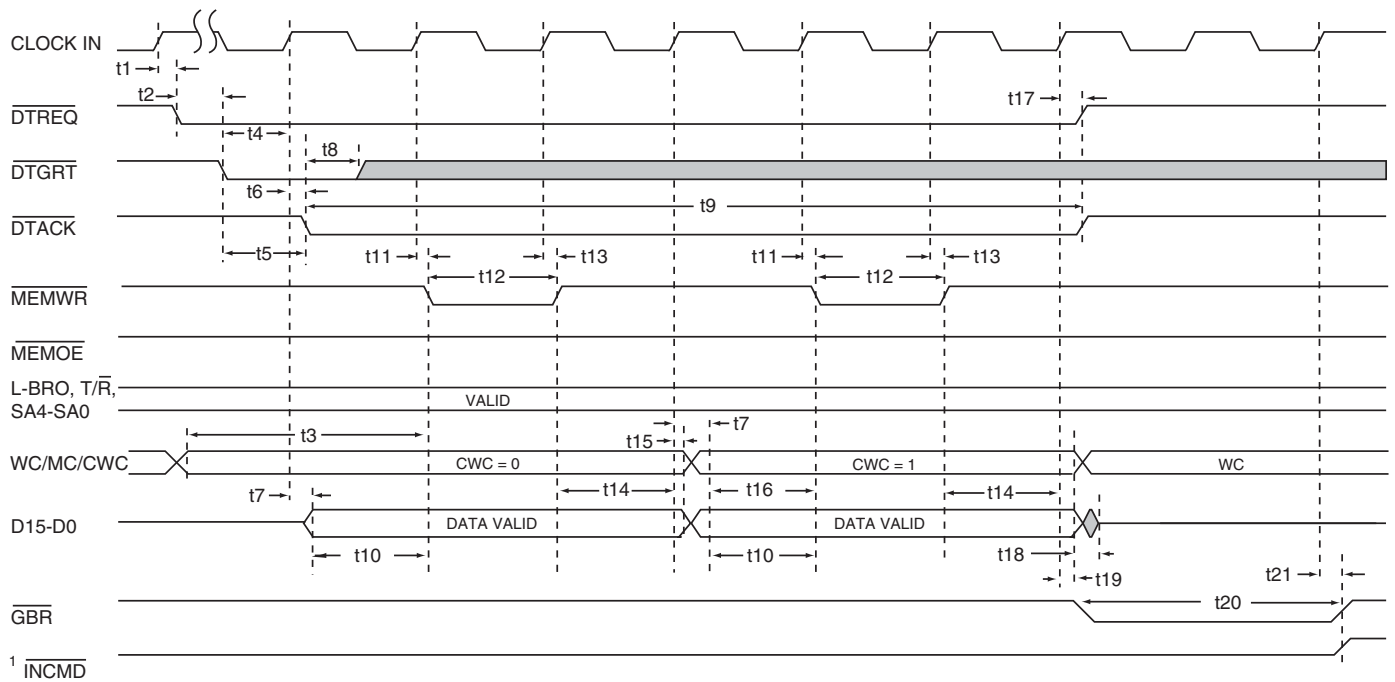 CLOCK IN
t1
t2
t17
DTREQ
t4
t8
DTGRT
t6
t9
DTACK
t5
t11
t13
t11
t13
t12
t12
MEMWR
MEMOE
L-BRO, T/R̅,
VALID
SA4-SA0
t7
t3
t15
WC/MC/CWC
CWC = 0
CWC = 1
WC
t7
t14
t16
t14
D15-D0
DATA VALID
DATA VALID
t10
t10
t18
t19
t21
GBR
t20
1 INCMD